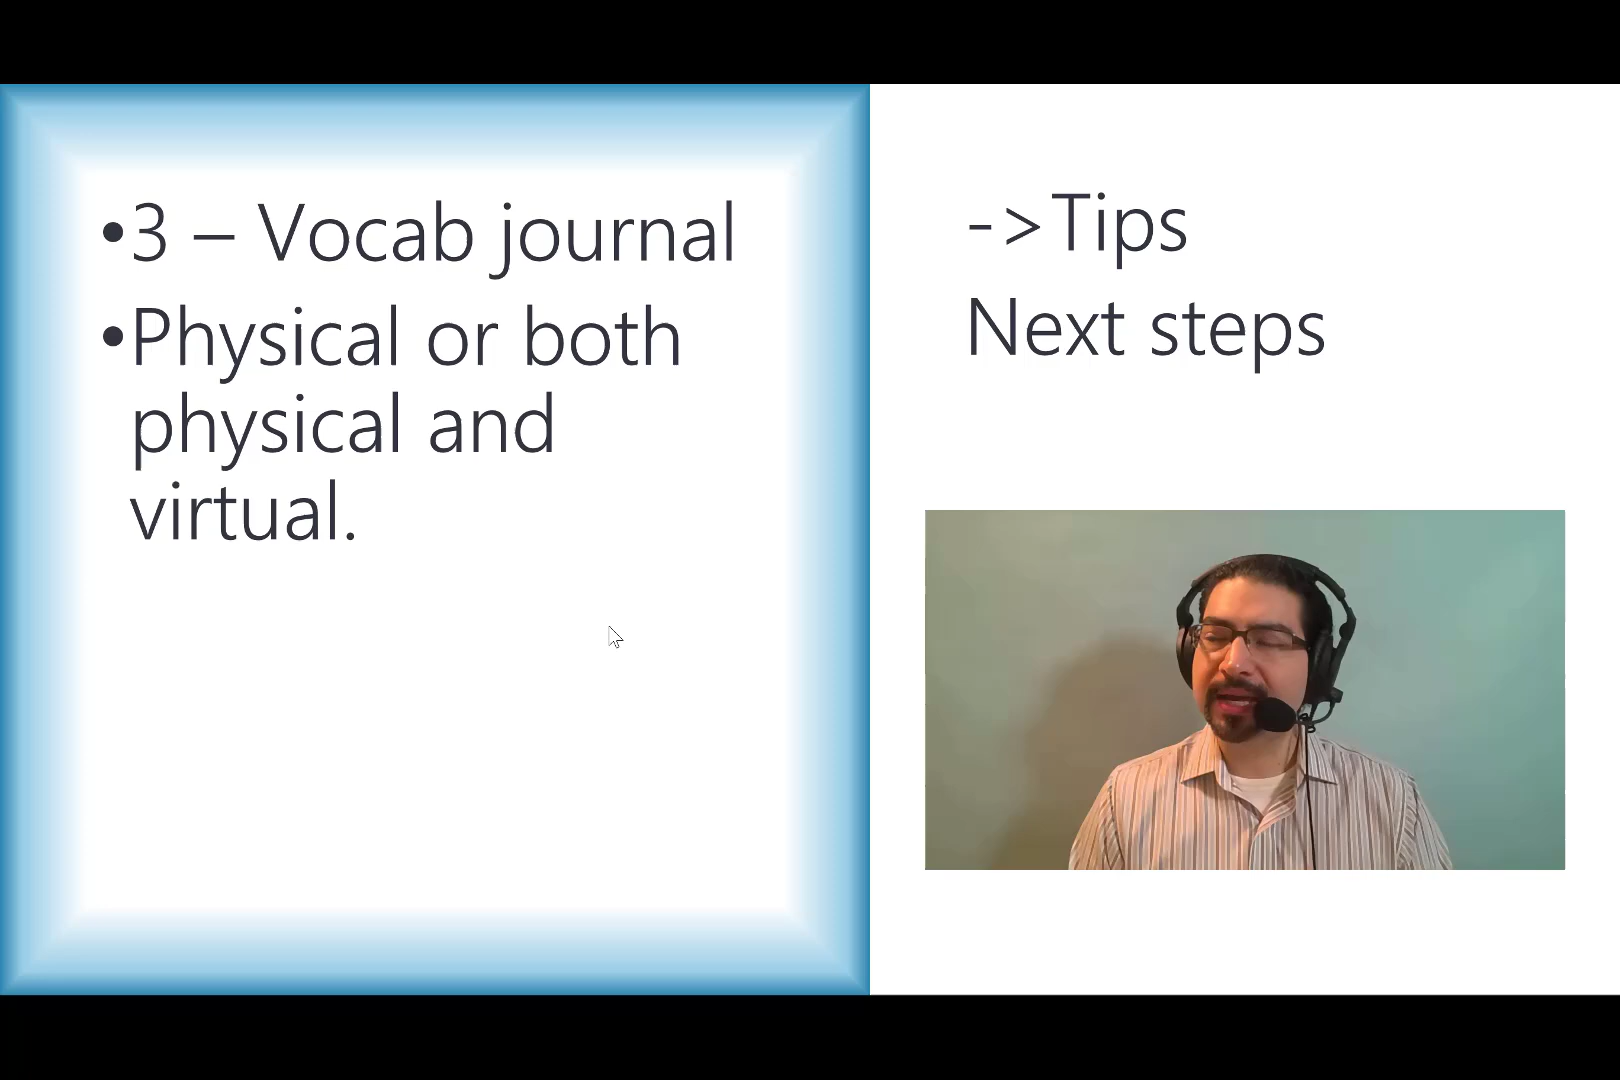 •3 – Vocab journal
•Physical or both
physical and
virtual.
->Tips
Next steps